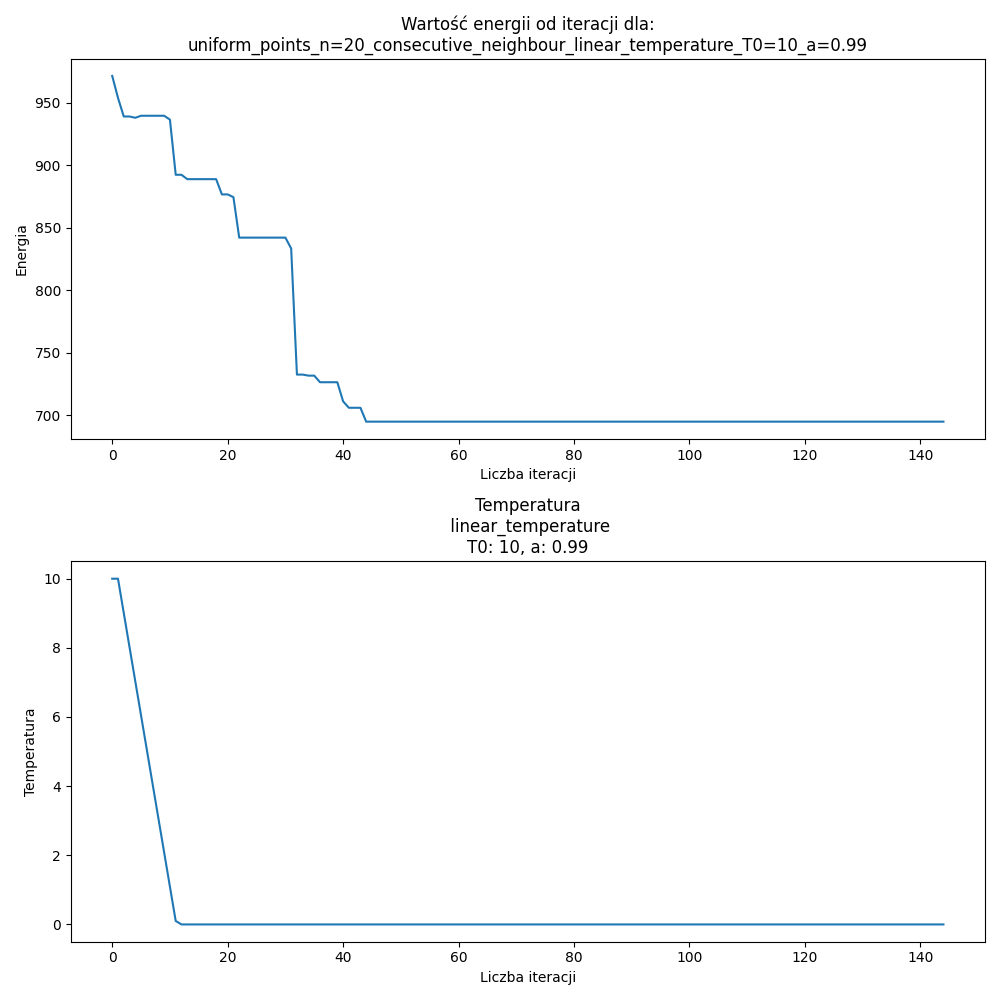 Wartość energii od iteracji dla:
uniform_points_n=20_consecutive_neighbour_linear_temperature_T0=10_a=0.99
950
900
850
800
750
700
Energia
0 20 40 60 80 100 120 140
Liczba iteracji
Temperatura
linear_temperature
T0: 10, a: 0.99
10
8
6
4
2
0
Temperatura
0 20 40 60 80 100 120 140
Liczba iteracji